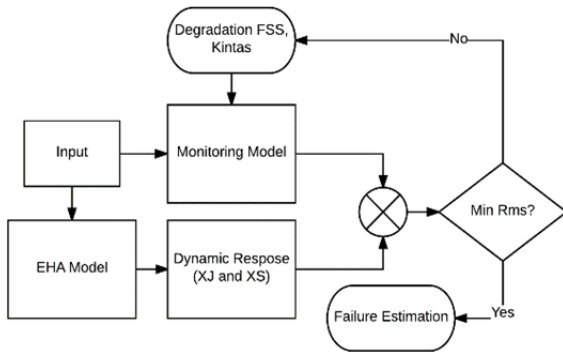 Degradation FSS,
Kintas
No
Input
Monitoring Model
Min Rms?
EHA Model
Dynamic Respose
(XJ and XS)
Yes
Failure Estimation